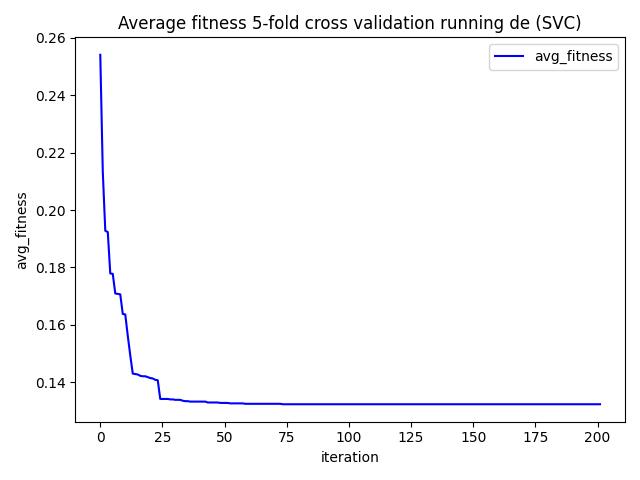 Average fitness 5-fold cross validation running de (SVC)
avg_fitness
0.26
0.24
0.22
0.20
0.18
0.16
0.14
avg_fitness
0 25 50 75 100 125 150 175 200
iteration